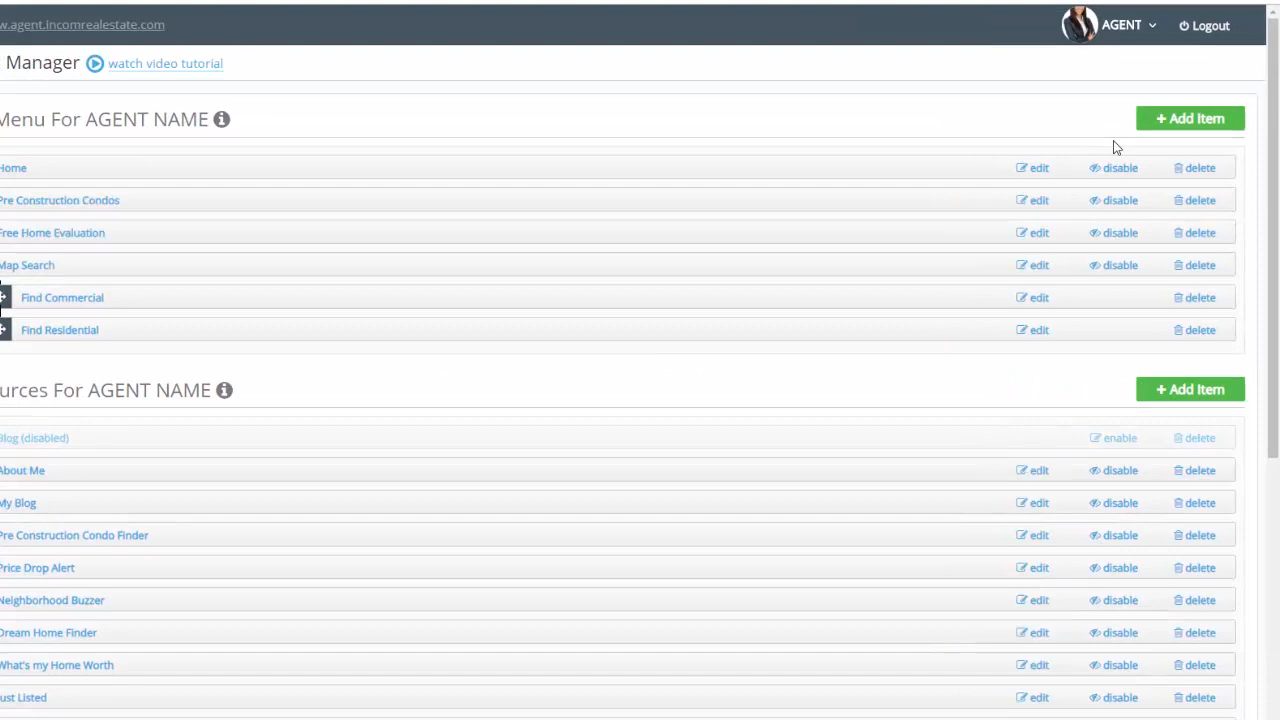 w.agent.incomrealestate.com AGENT Logout
Manager watch video tutorial
Menu For AGENT NAME + Add Item
Home edit disable delete
Pre Construction Condos edit disable delete
Free Home Evaluation edit disable delete
Map Search edit disable delete
Find Commercial edit delete
Find Residential edit delete
urces For AGENT NAME + Add Item
Blog (disabled) enable delete
About Me edit disable delete
My Blog edit disable delete
Pre Construction Condo Finder edit disable delete
Price Drop Alert edit disable delete
Neighborhood Buzzer edit disable delete
Dream Home Finder edit disable delete
What's my Home Worth edit disable delete
ust Listed edit disable delete